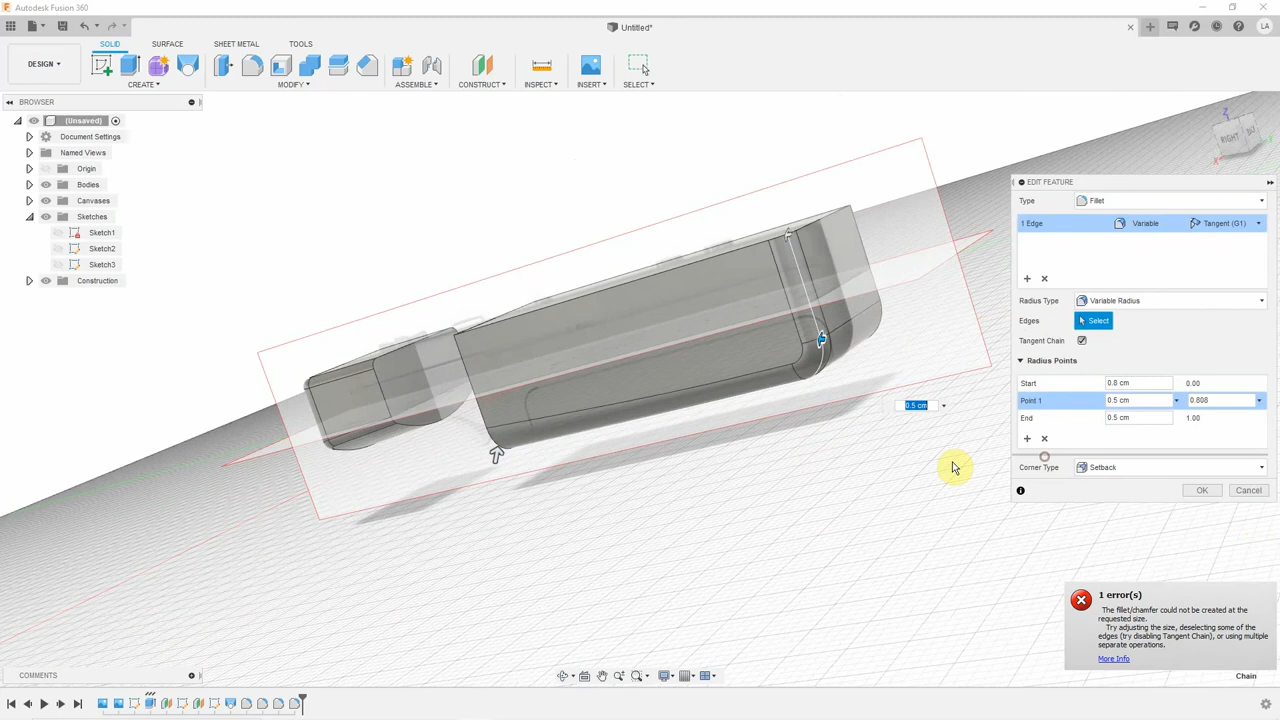 Autodesk Fusion 360
Untitled*
LA
SOLID
SURFACE
SHEET METAL
TOOLS
DESIGN
CREATE
MODIFY
ASSEMBLE
CONSTRUCT
INSPECT
INSERT
SELECT
BROWSER
(Unsaved)
Document Settings
Named Views
Origin
Bodies
Canvases
Sketches
Sketch1
Sketch2
Sketch3
Construction
Z
RIGHT
X
Y
0.5 cm
EDIT FEATURE
Type
Fillet
1 Edge
Variable
Tangent (G1)
Radius Type
Variable Radius
Edges
Select
Tangent Chain
Radius Points
Start
0.8 cm
0.00
Point 1
0.5 cm
0.808
End
0.5 cm
1.00
Corner Type
Setback
OK
Cancel
1 error(s)
The fillet/chamfer could not be created at the
requested size.
Try adjusting the size, deselecting some of the
edges (try disabling Tangent Chain), or using multiple
separate operations.
More Info
Chain
COMMENTS